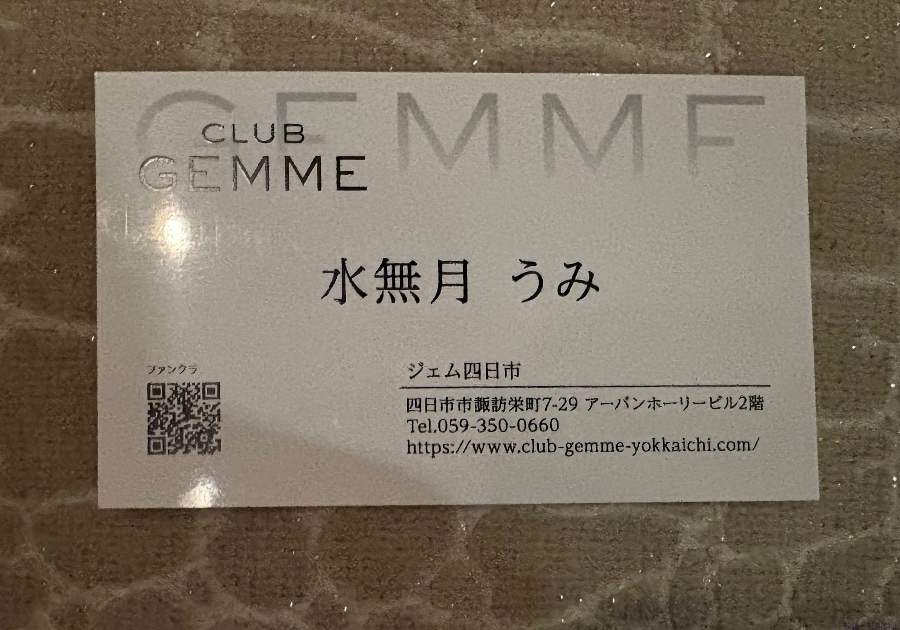 GEMME
CLUB
GEMME
水無月 うみ
ファンクラ
ジェム四日市
四日市市諏訪栄町7-29 アーバンホーリービル2階
Tel.059-350-0660
https://www.club-gemme-yokkaichi.com/